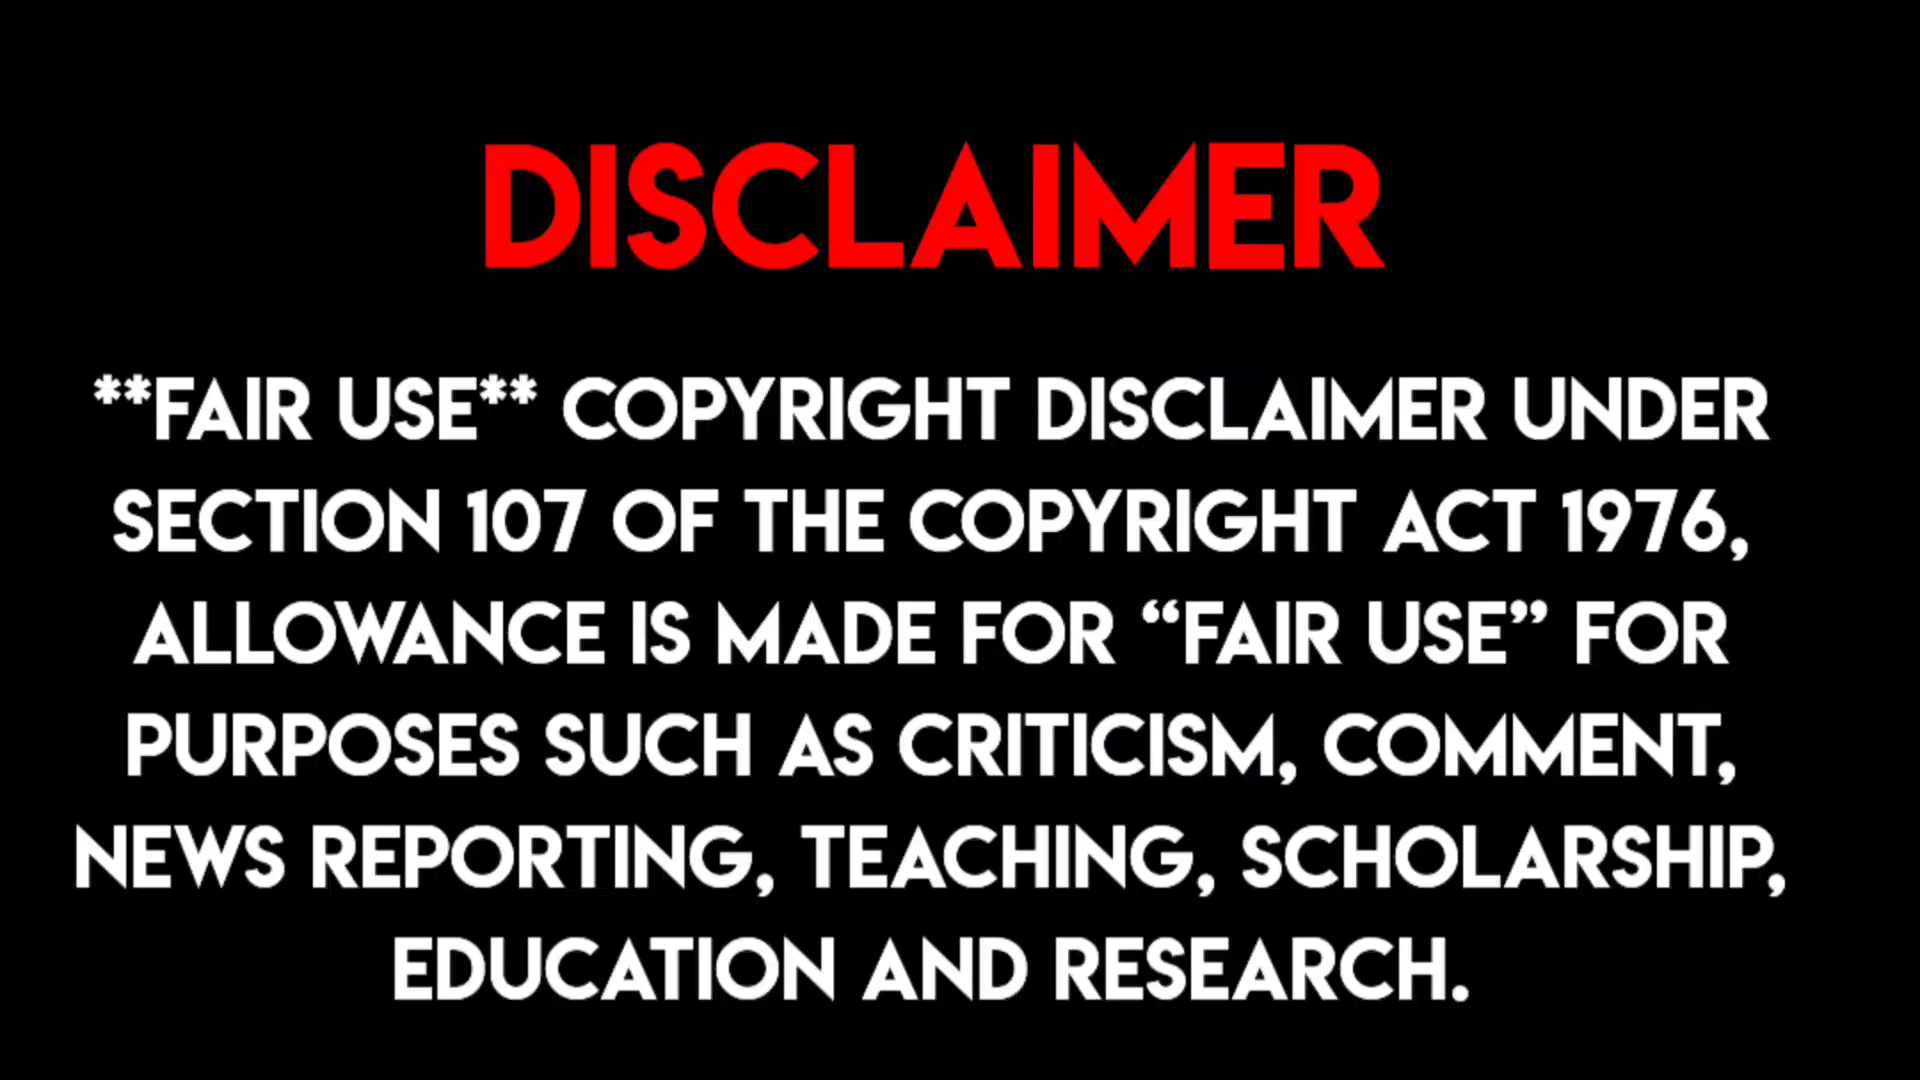 DISCLAIMER
**FAIR USE** COPYRIGHT DISCLAIMER UNDER
SECTION 107 OF THE COPYRIGHT ACT 1976,
ALLOWANCE IS MADE FOR “FAIR USE” FOR
PURPOSES SUCH AS CRITICISM, COMMENT,
NEWS REPORTING, TEACHING, SCHOLARSHIP,
EDUCATION AND RESEARCH.